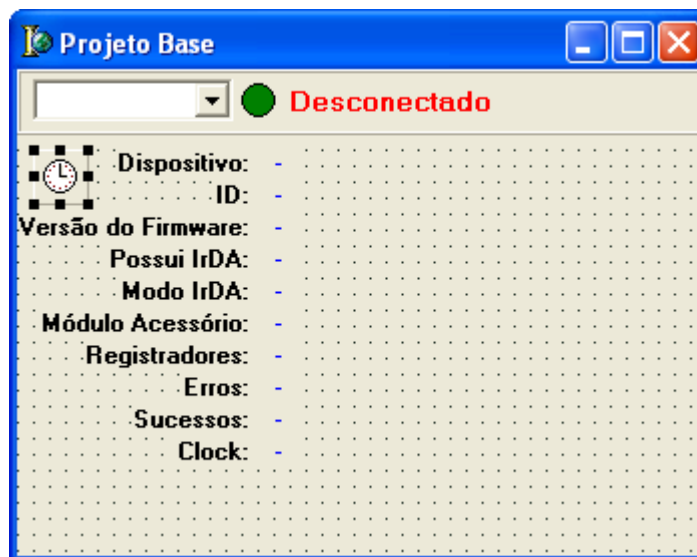 Projeto Base
Desconectado
Dispositivo: -
ID: -
Versão do Firmware: -
Possui IrDA: -
Modo IrDA: -
Módulo Acessório: -
Registradores: -
Erros: -
Sucessos: -
Clock: -